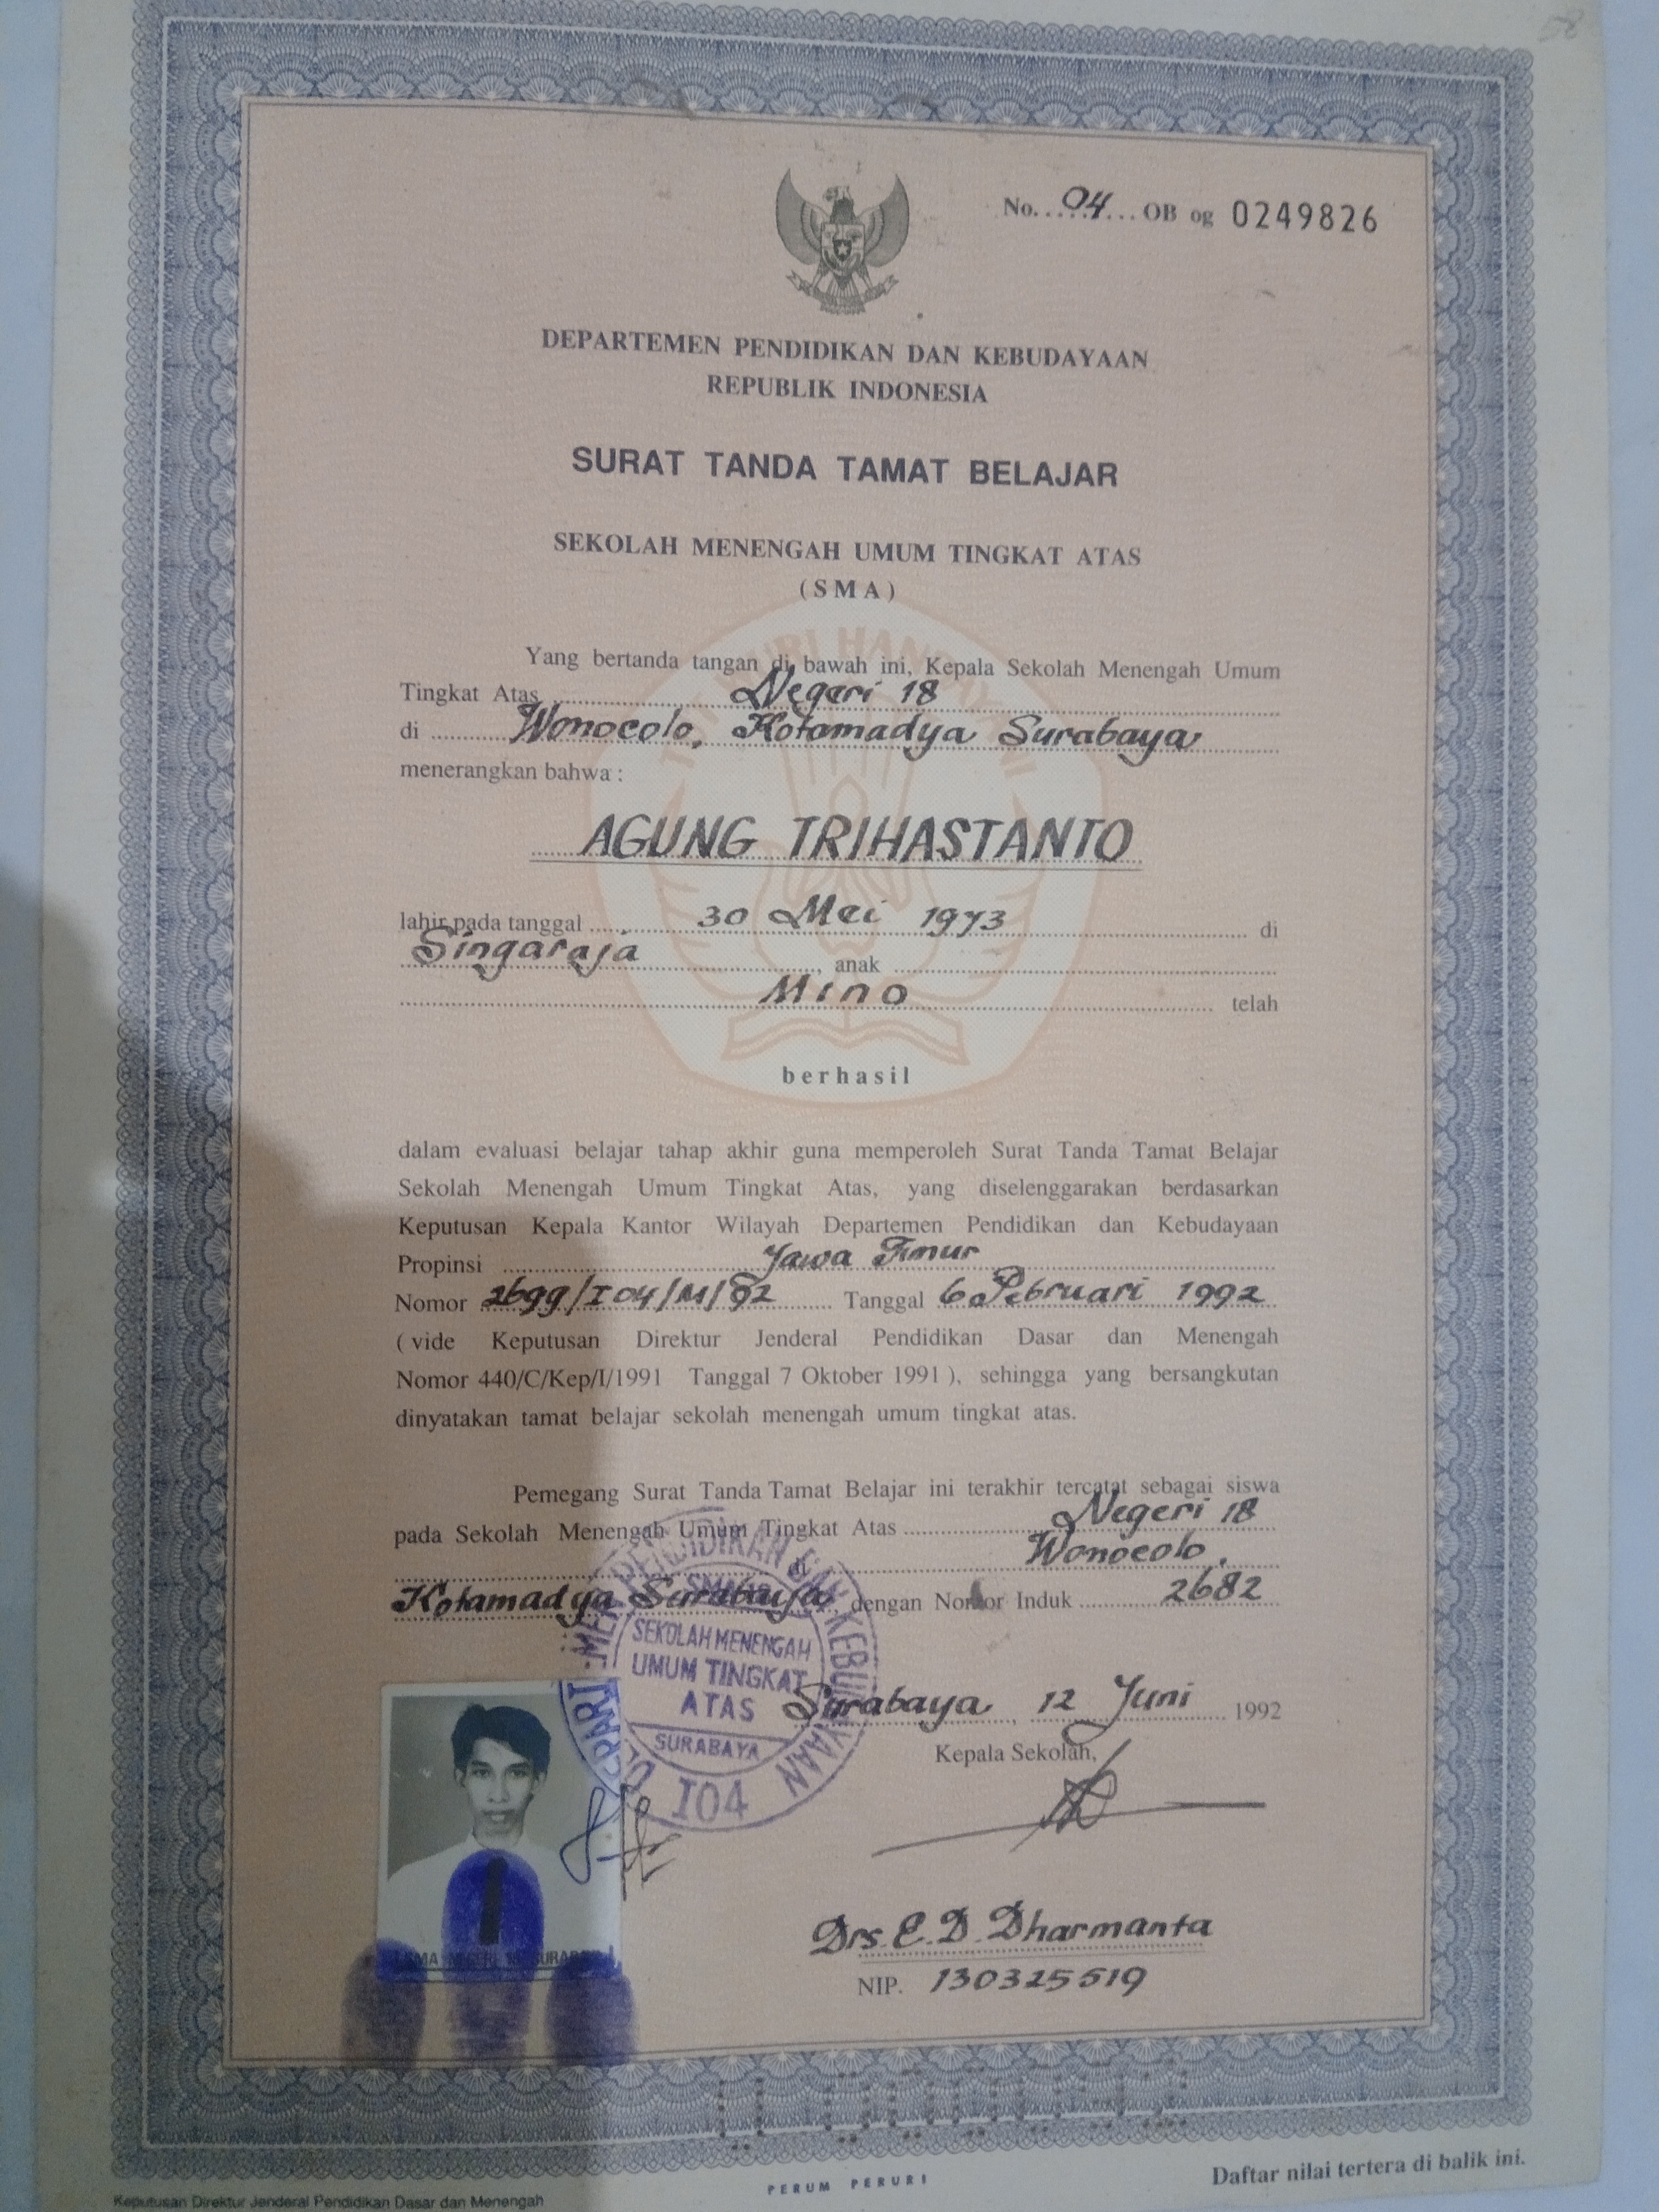 58
No. 04 OB og 0249826
DEPARTEMEN PENDIDIKAN DAN KEBUDAYAAN
REPUBLIK INDONESIA
SURAT TANDA TAMAT BELAJAR
SEKOLAH MENENGAH UMUM TINGKAT ATAS
(SMA)
Yang bertanda tangan di bawah ini, Kepala Sekolah Menengah Umum
Tingkat Atas Negeri 18
di Wonocolo, Kotamadya Surabaya
menerangkan bahwa :
AGUNG TRIHASTANTO
lahir pada tanggal 30 Mei 1973 di
Singaraja, anak
Mino telah
berhasil
dalam evaluasi belajar tahap akhir guna memperoleh Surat Tanda Tamat Belajar
Sekolah Menengah Umum Tingkat Atas, yang diselenggarakan berdasarkan
Keputusan Kepala Kantor Wilayah Departemen Pendidikan dan Kebudayaan
Propinsi Jawa Timur
Nomor 2699/I04/M/92 Tanggal 6 Pebruari 1992
( vide Keputusan Direktur Jenderal Pendidikan Dasar dan Menengah
Nomor 440/C/Kep/I/1991 Tanggal 7 Oktober 1991 ), sehingga yang bersangkutan
dinyatakan tamat belajar sekolah menengah umum tingkat atas.
Pemegang Surat Tanda Tamat Belajar ini terakhir tercatat sebagai siswa
pada Sekolah Menengah Umum Tingkat Atas Negeri 18
di Wonocolo,
Kotamadya Surabaya, dengan Nomor Induk 2682
DEPARTEMEN PENDIDIKAN DAN KEBUDAYAAN
SEKOLAH MENENGAH
UMUM TINGKAT
ATAS
SURABAYA
I04
Surabaya, 12 Juni 1992
Kepala Sekolah,
Drs. E. D. Dharmanta
NIP. 130325519
SMA NEGERI 18 SURABAYA
PERUM PERURI
Daftar nilai tertera di balik ini.
Keputusan Direktur Jenderal Pendidikan Dasar dan Menengah